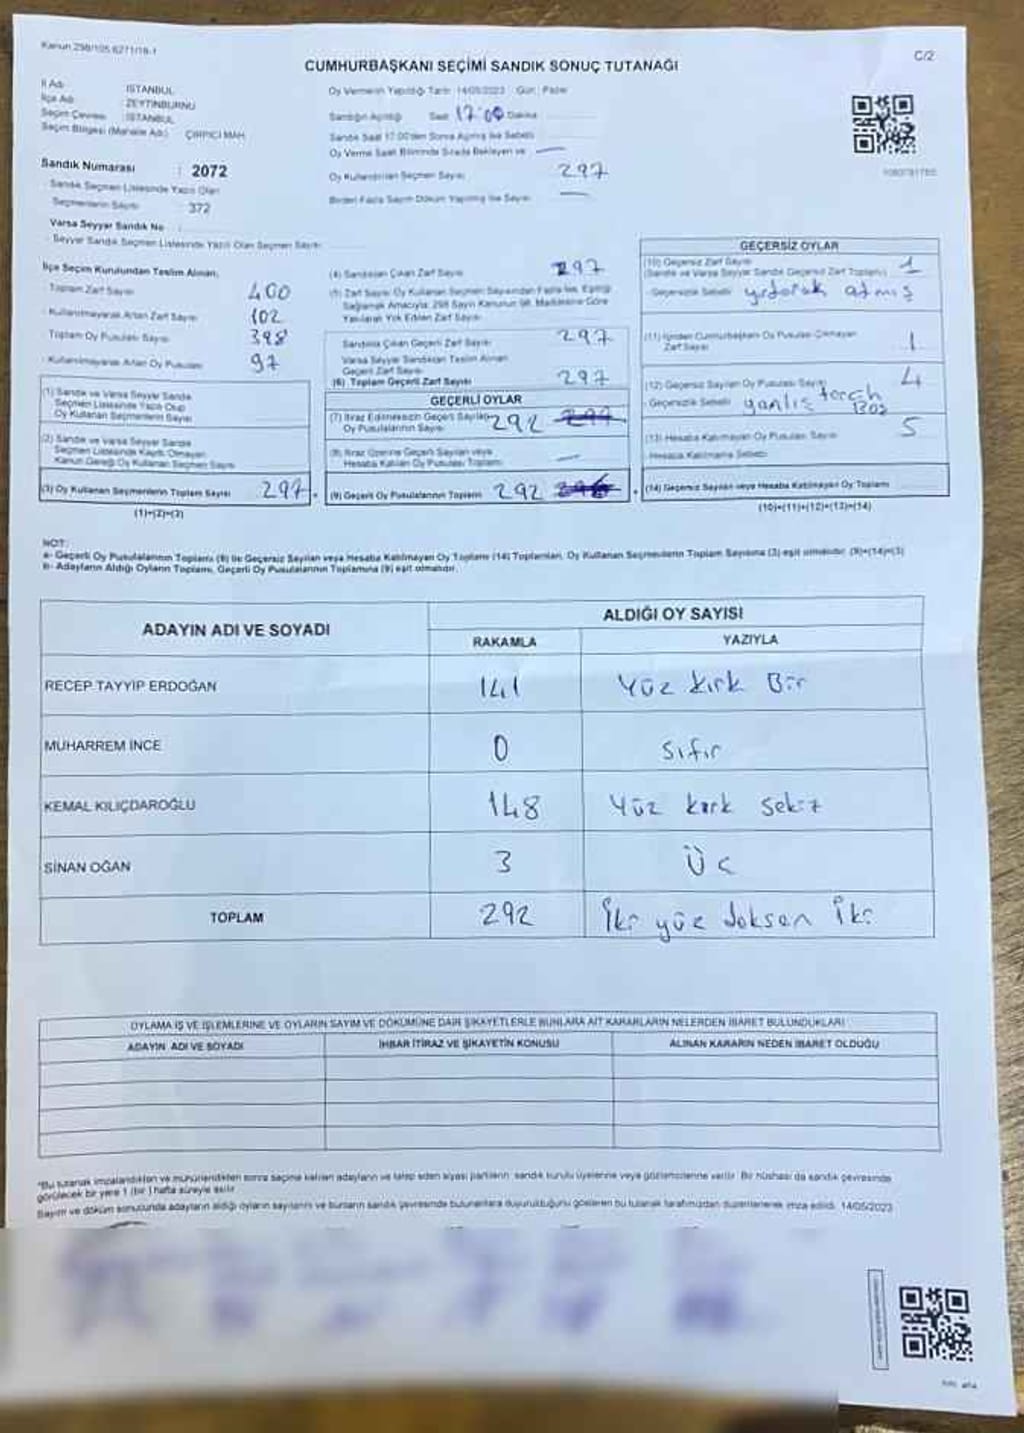 Kanun 298/105.6271/18-1
C/2
CUMHURBAŞKANI SEÇİMİ SANDIK SONUÇ TUTANAĞI
İl Adı : İSTANBUL
İlçe Adı : ZEYTİNBURNU
Seçim Çevresi : İSTANBUL
Seçim Bölgesi (Mahalle Adı) : ÇIRPICI MAH.
Sandık Numarası : 2072
Sandık Seçmen Listesinde Yazılı Olan
Seçmenlerin Sayısı : 372
Varsa Seyyar Sandık No :
Seyyar Sandık Seçmen Listesinde Yazılı Olan Seçmen Sayısı
Oy Vermenin Yapıldığı Tarih: 14/05/2023 Gün: Pazar
Sandığın Açıldığı Saat 17:00 Dakika
Sandık Saat 17:00'den Sonra Açılmış İse Sebebi
Oy Verme Saati Bitiminde Sırada Bekleyen ve —
Oy Kullandırılan Seçmen Sayısı 297
Birden Fazla Sayım Döküm Yapılmış İse Sayısı —
İlçe Seçim Kurulundan Teslim Alınan;
Toplam Zarf Sayısı 400
Kullanılmayarak Artan Zarf Sayısı 102
Toplam Oy Pusulası Sayısı 398
Kullanılmayarak Artan Oy Pusulası 97
(1) Sandık ve Varsa Seyyar Sandık
Seçmen Listesinde Yazılı Olup
Oy Kullanan Seçmenlerin Sayısı
(2) Sandık ve Varsa Seyyar Sandık
Seçmen Listesinde Kayıtlı Olmayan
Kanun Gereği Oy Kullanan Seçmen Sayısı
(3) Oy Kullanan Seçmenlerin Toplam Sayısı 297
(1)+(2)=(3)
(4) Sandıktan Çıkan Zarf Sayısı 297
(5) Zarf Sayısı Oy Kullanan Seçmen Sayısından Fazla İse, Eşitliği
Sağlamak Amacıyla; 298 Sayılı Kanunun 98. Maddesine Göre
Yakılarak Yok Edilen Zarf Sayısı
Sandıkta Çıkan Geçerli Zarf Sayısı 297
Varsa Seyyar Sandıktan Teslim Alınan
Geçerli Zarf Sayısı
(6) Toplam Geçerli Zarf Sayısı 297
GEÇERLİ OYLAR
(7) İtiraz Edilmeksizin Geçerli Sayılan
Oy Pusulalarının Sayısı 292
(8) İtiraz Üzerine Geçerli Sayılan veya
Hesaba Katılan Oy Pusulası Toplamı —
(9) Geçerli Oy Pusulalarının Toplamı 292
GEÇERSİZ OYLAR
(10) Geçersiz Zarf Sayısı 1
(Sandık ve Varsa Seyyar Sandık Geçersiz Zarf Toplamı)
Geçersizlik Sebebi atmış
(11) İçinden Cumhurbaşkanı Oy Pusulası Çıkmayan
Zarf Sayısı 1
(12) Geçersiz Sayılan Oy Pusulası Sayısı 4
Geçersizlik Sebebi yanlış
(13) Hesaba Katılmayan Oy Pusulası Sayısı 5
Hesaba Katılmama Sebebi
(14) Geçersiz Sayılan veya Hesaba Katılmayan Oy Toplamı
(10)+(11)+(12)+(13)=(14)
NOT:
a- Geçerli Oy Pusulalarının Toplamı (9) ile Geçersiz Sayılan veya Hesaba Katılmayan Oy Toplamı (14) Toplamları, Oy Kullanan Seçmenlerin Toplam Sayısına (3) eşit olmalıdır. (9)+(14)=(3)
b- Adayların Aldığı Oyların Toplamı, Geçerli Oy Pusulalarının Toplamına (9) eşit olmalıdır.
ADAYIN ADI VE SOYADI
ALDIĞI OY SAYISI
RAKAMLA YAZIYLA
RECEP TAYYİP ERDOĞAN 141 Yüz kırk Bir
MUHARREM İNCE 0 sıfır
KEMAL KILIÇDAROĞLU 148 Yüz kırk sekiz
SİNAN OĞAN 3 Üç
TOPLAM 292 İki yüz doksan İki
OYLAMA İŞ VE İŞLEMLERİNE VE OYLARIN SAYIM VE DÖKÜMÜNE DAİR ŞİKAYETLERLE BUNLARA AİT KARARLARIN NELERDEN İBARET BULUNDUKLARI
ADAYIN ADI VE SOYADI İHBAR İTİRAZ VE ŞİKAYETİN KONUSU ALINAN KARARIN NEDEN İBARET OLDUĞU
*Bu tutanak imzalandıktan ve mühürlendikten sonra seçime katılan adayların ve talep eden siyasi partilerin sandık kurulu üyelerine veya gözlemcilerine verilir. Bir nüshası da sandık çevresinde
görülecek bir yere 1 (bir) hafta süreyle asılır.
Sayım ve döküm sonucunda adayların aldığı oyların sayılarını ve bunların sandık çevresinde bulunanlara duyurulduğunu gösteren bu tutanak tarafımızdan düzenlenerek imza edildi. 14/05/2023